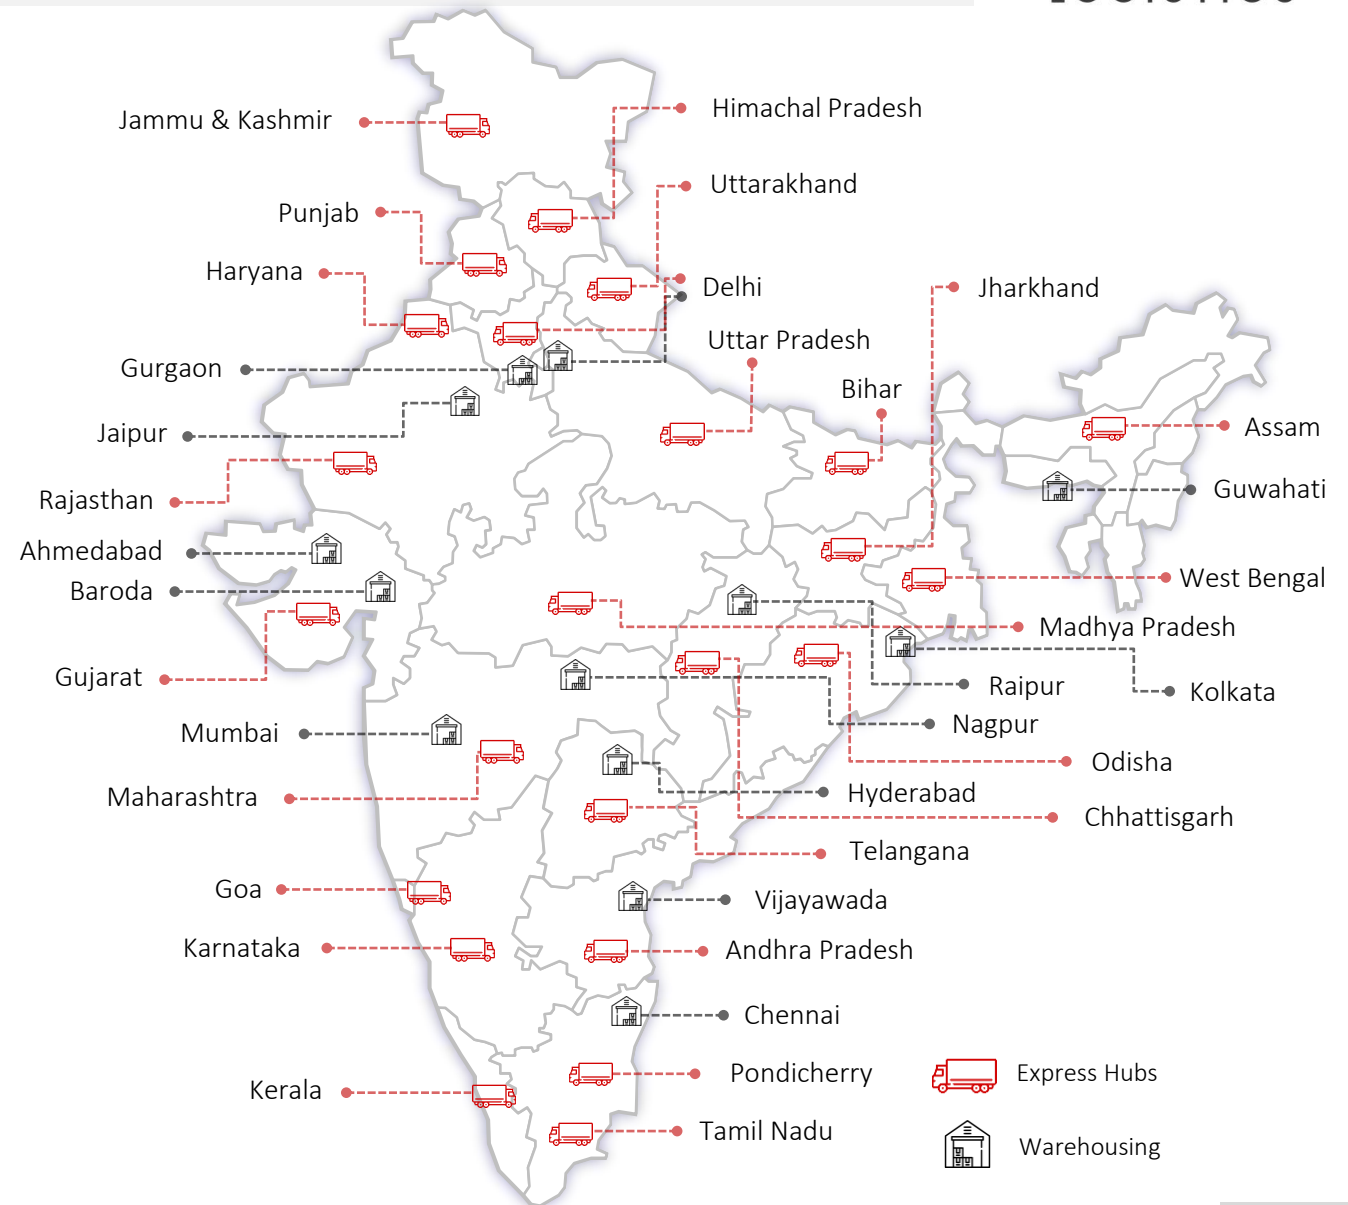 Jammu & Kashmir
Himachal Pradesh
Uttarakhand
Punjab
Haryana
Delhi
Jharkhand
Uttar Pradesh
Gurgaon
Bihar
Jaipur
Assam
Rajasthan
Guwahati
Ahmedabad
Baroda
West Bengal
Madhya Pradesh
Gujarat
Raipur
Kolkata
Nagpur
Mumbai
Odisha
Maharashtra
Hyderabad
Chhattisgarh
Telangana
Goa
Vijayawada
Karnataka
Andhra Pradesh
Chennai
Pondicherry
Express Hubs
Kerala
Tamil Nadu
Warehousing